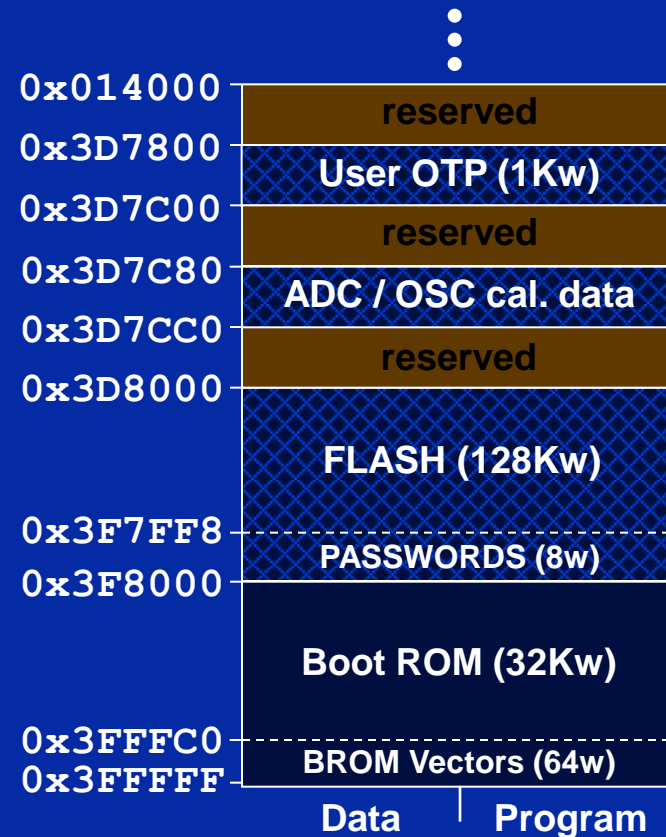 0x014000
reserved
0x3D7800
User OTP (1Kw)
0x3D7C00
reserved
0x3D7C80
ADC / OSC cal. data
0x3D7CC0
reserved
0x3D8000
FLASH (128Kw)
0x3F7FF8
PASSWORDS (8w)
0x3F8000
Boot ROM (32Kw)
0x3FFFC0
BROM Vectors (64w)
0x3FFFFF
Data Program